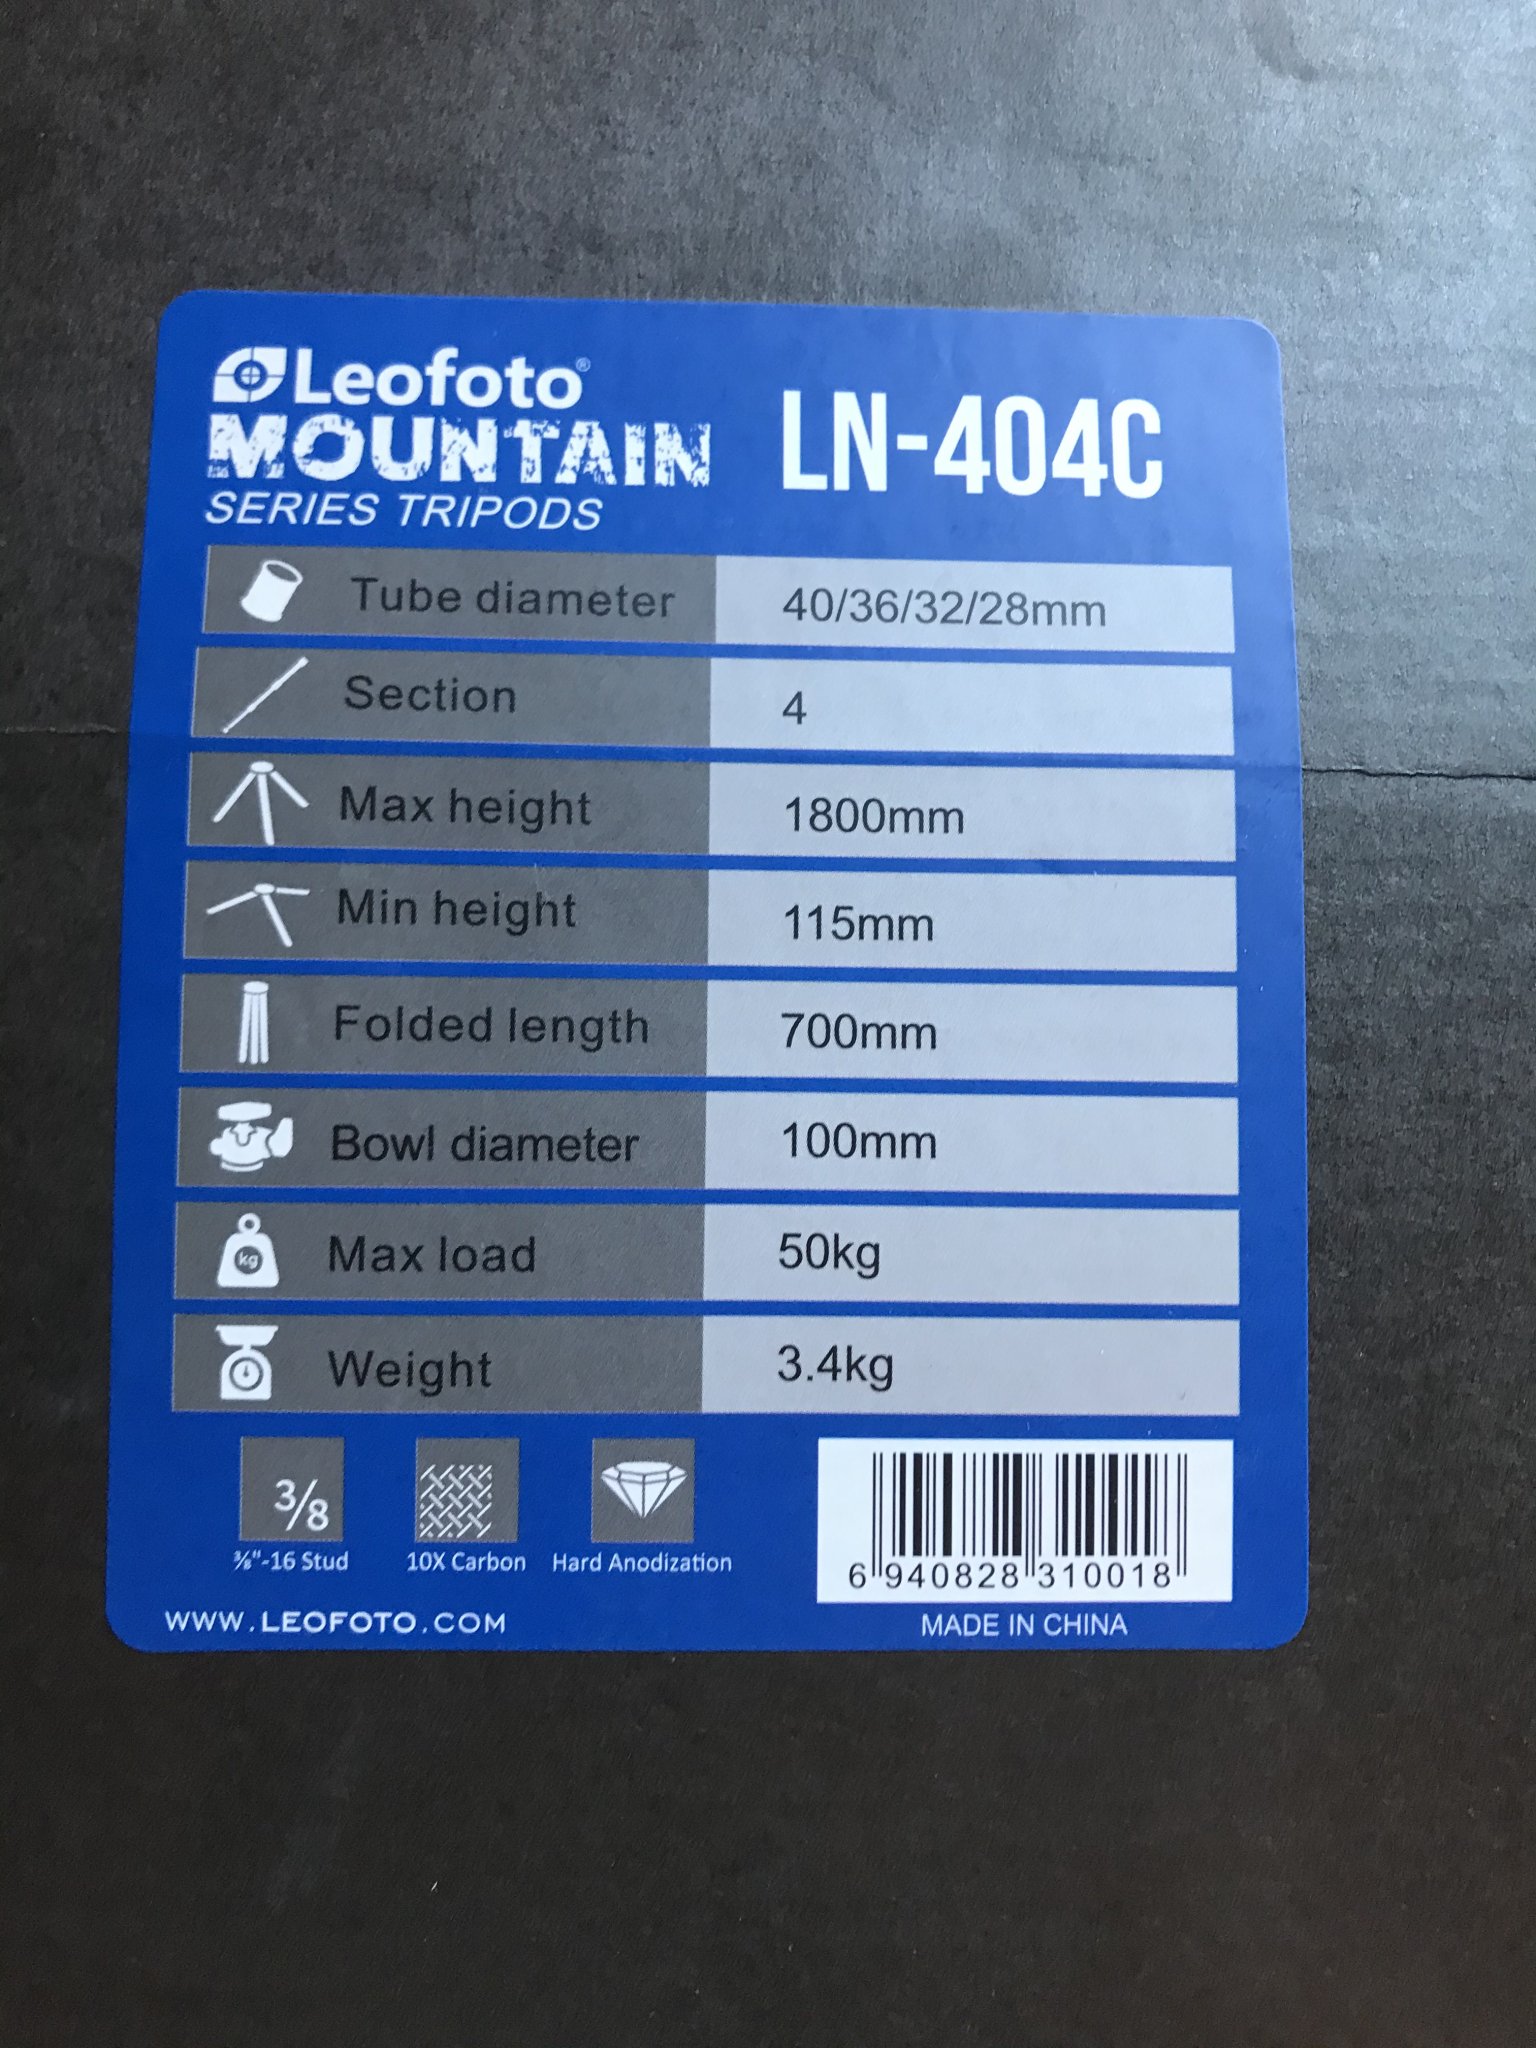 Leofoto®
MOUNTAIN
SERIES TRIPODS
LN-404C
Tube diameter 40/36/32/28mm
Section 4
Max height 1800mm
Min height 115mm
Folded length 700mm
Bowl diameter 100mm
kg Max load 50kg
Weight 3.4kg
3/8
⅜"-16 Stud 10X Carbon Hard Anodization
6 940828 310018
WWW.LEOFOTO.COM
MADE IN CHINA